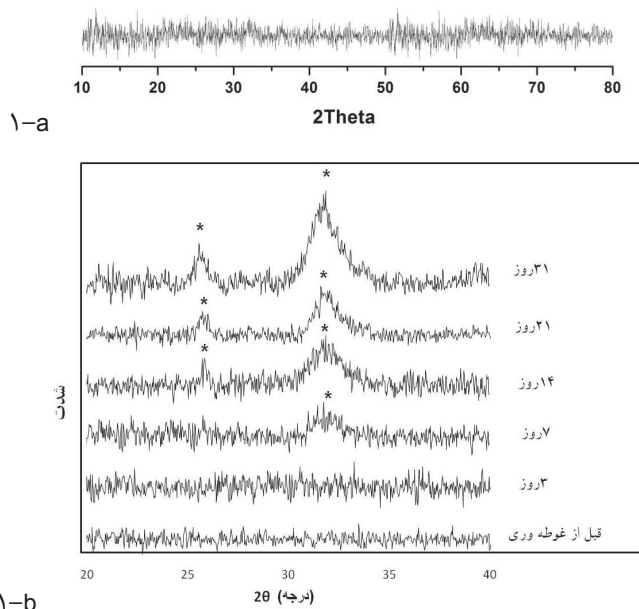 10 20 30 40 50 60 70 80
2Theta
۱-a
*
*
۳۱روز
*
*
۲۱روز
*
*
۱۴روز
*
۷روز
۳روز
قبل از غوطه وری
شدت
20 25 30 35 40
2θ (درجه)
۱-b